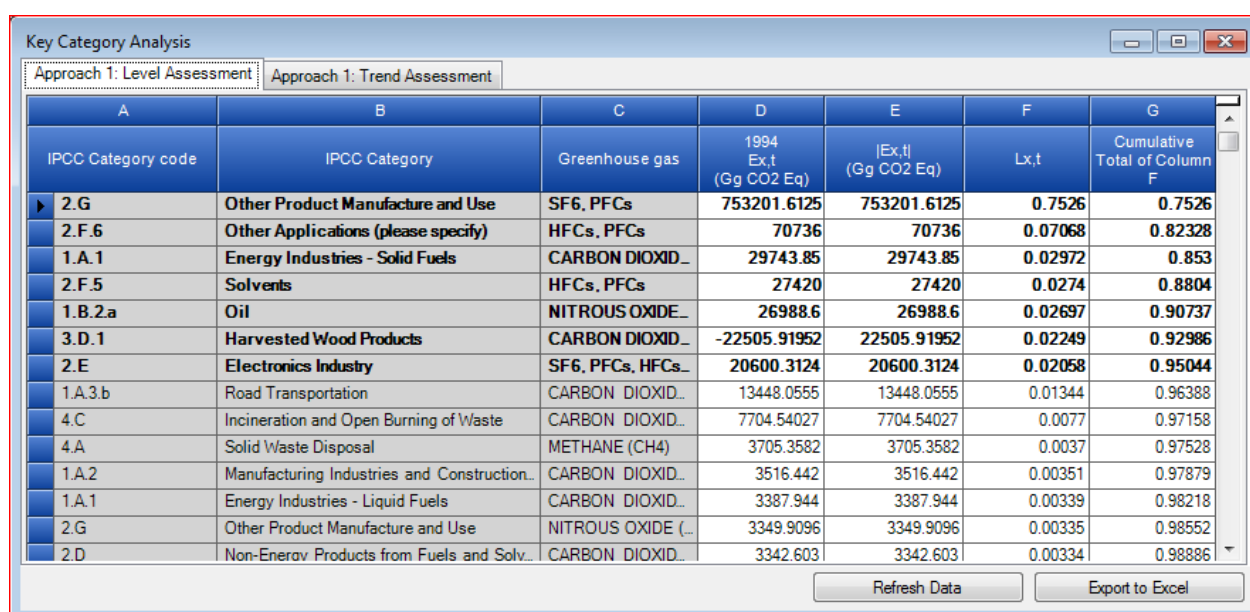 Key Category Analysis
Approach 1: Level Assessment Approach 1: Trend Assessment
A B C D E F G
IPCC Category code IPCC Category Greenhouse gas 1994 Ex,t (Gg CO2 Eq) |Ex,t| (Gg CO2 Eq) Lx,t Cumulative Total of Column F
2.G Other Product Manufacture and Use SF6, PFCs 753201.6125 753201.6125 0.7526 0.7526
2.F.6 Other Applications (please specify) HFCs, PFCs 70736 70736 0.07068 0.82328
1.A.1 Energy Industries - Solid Fuels CARBON DIOXID... 29743.85 29743.85 0.02972 0.853
2.F.5 Solvents HFCs, PFCs 27420 27420 0.0274 0.8804
1.B.2.a Oil NITROUS OXIDE... 26988.6 26988.6 0.02697 0.90737
3.D.1 Harvested Wood Products CARBON DIOXID... -22505.91952 22505.91952 0.02249 0.92986
2.E Electronics Industry SF6, PFCs, HFCs... 20600.3124 20600.3124 0.02058 0.95044
1.A.3.b Road Transportation CARBON DIOXID... 13448.0555 13448.0555 0.01344 0.96388
4.C Incineration and Open Burning of Waste CARBON DIOXID... 7704.54027 7704.54027 0.0077 0.97158
4.A Solid Waste Disposal METHANE (CH4) 3705.3582 3705.3582 0.0037 0.97528
1.A.2 Manufacturing Industries and Construction... CARBON DIOXID... 3516.442 3516.442 0.00351 0.97879
1.A.1 Energy Industries - Liquid Fuels CARBON DIOXID... 3387.944 3387.944 0.00339 0.98218
2.G Other Product Manufacture and Use NITROUS OXIDE (... 3349.9096 3349.9096 0.00335 0.98552
2.D Non-Energy Products from Fuels and Solv... CARBON DIOXID... 3342.603 3342.603 0.00334 0.98886
Refresh Data Export to Excel